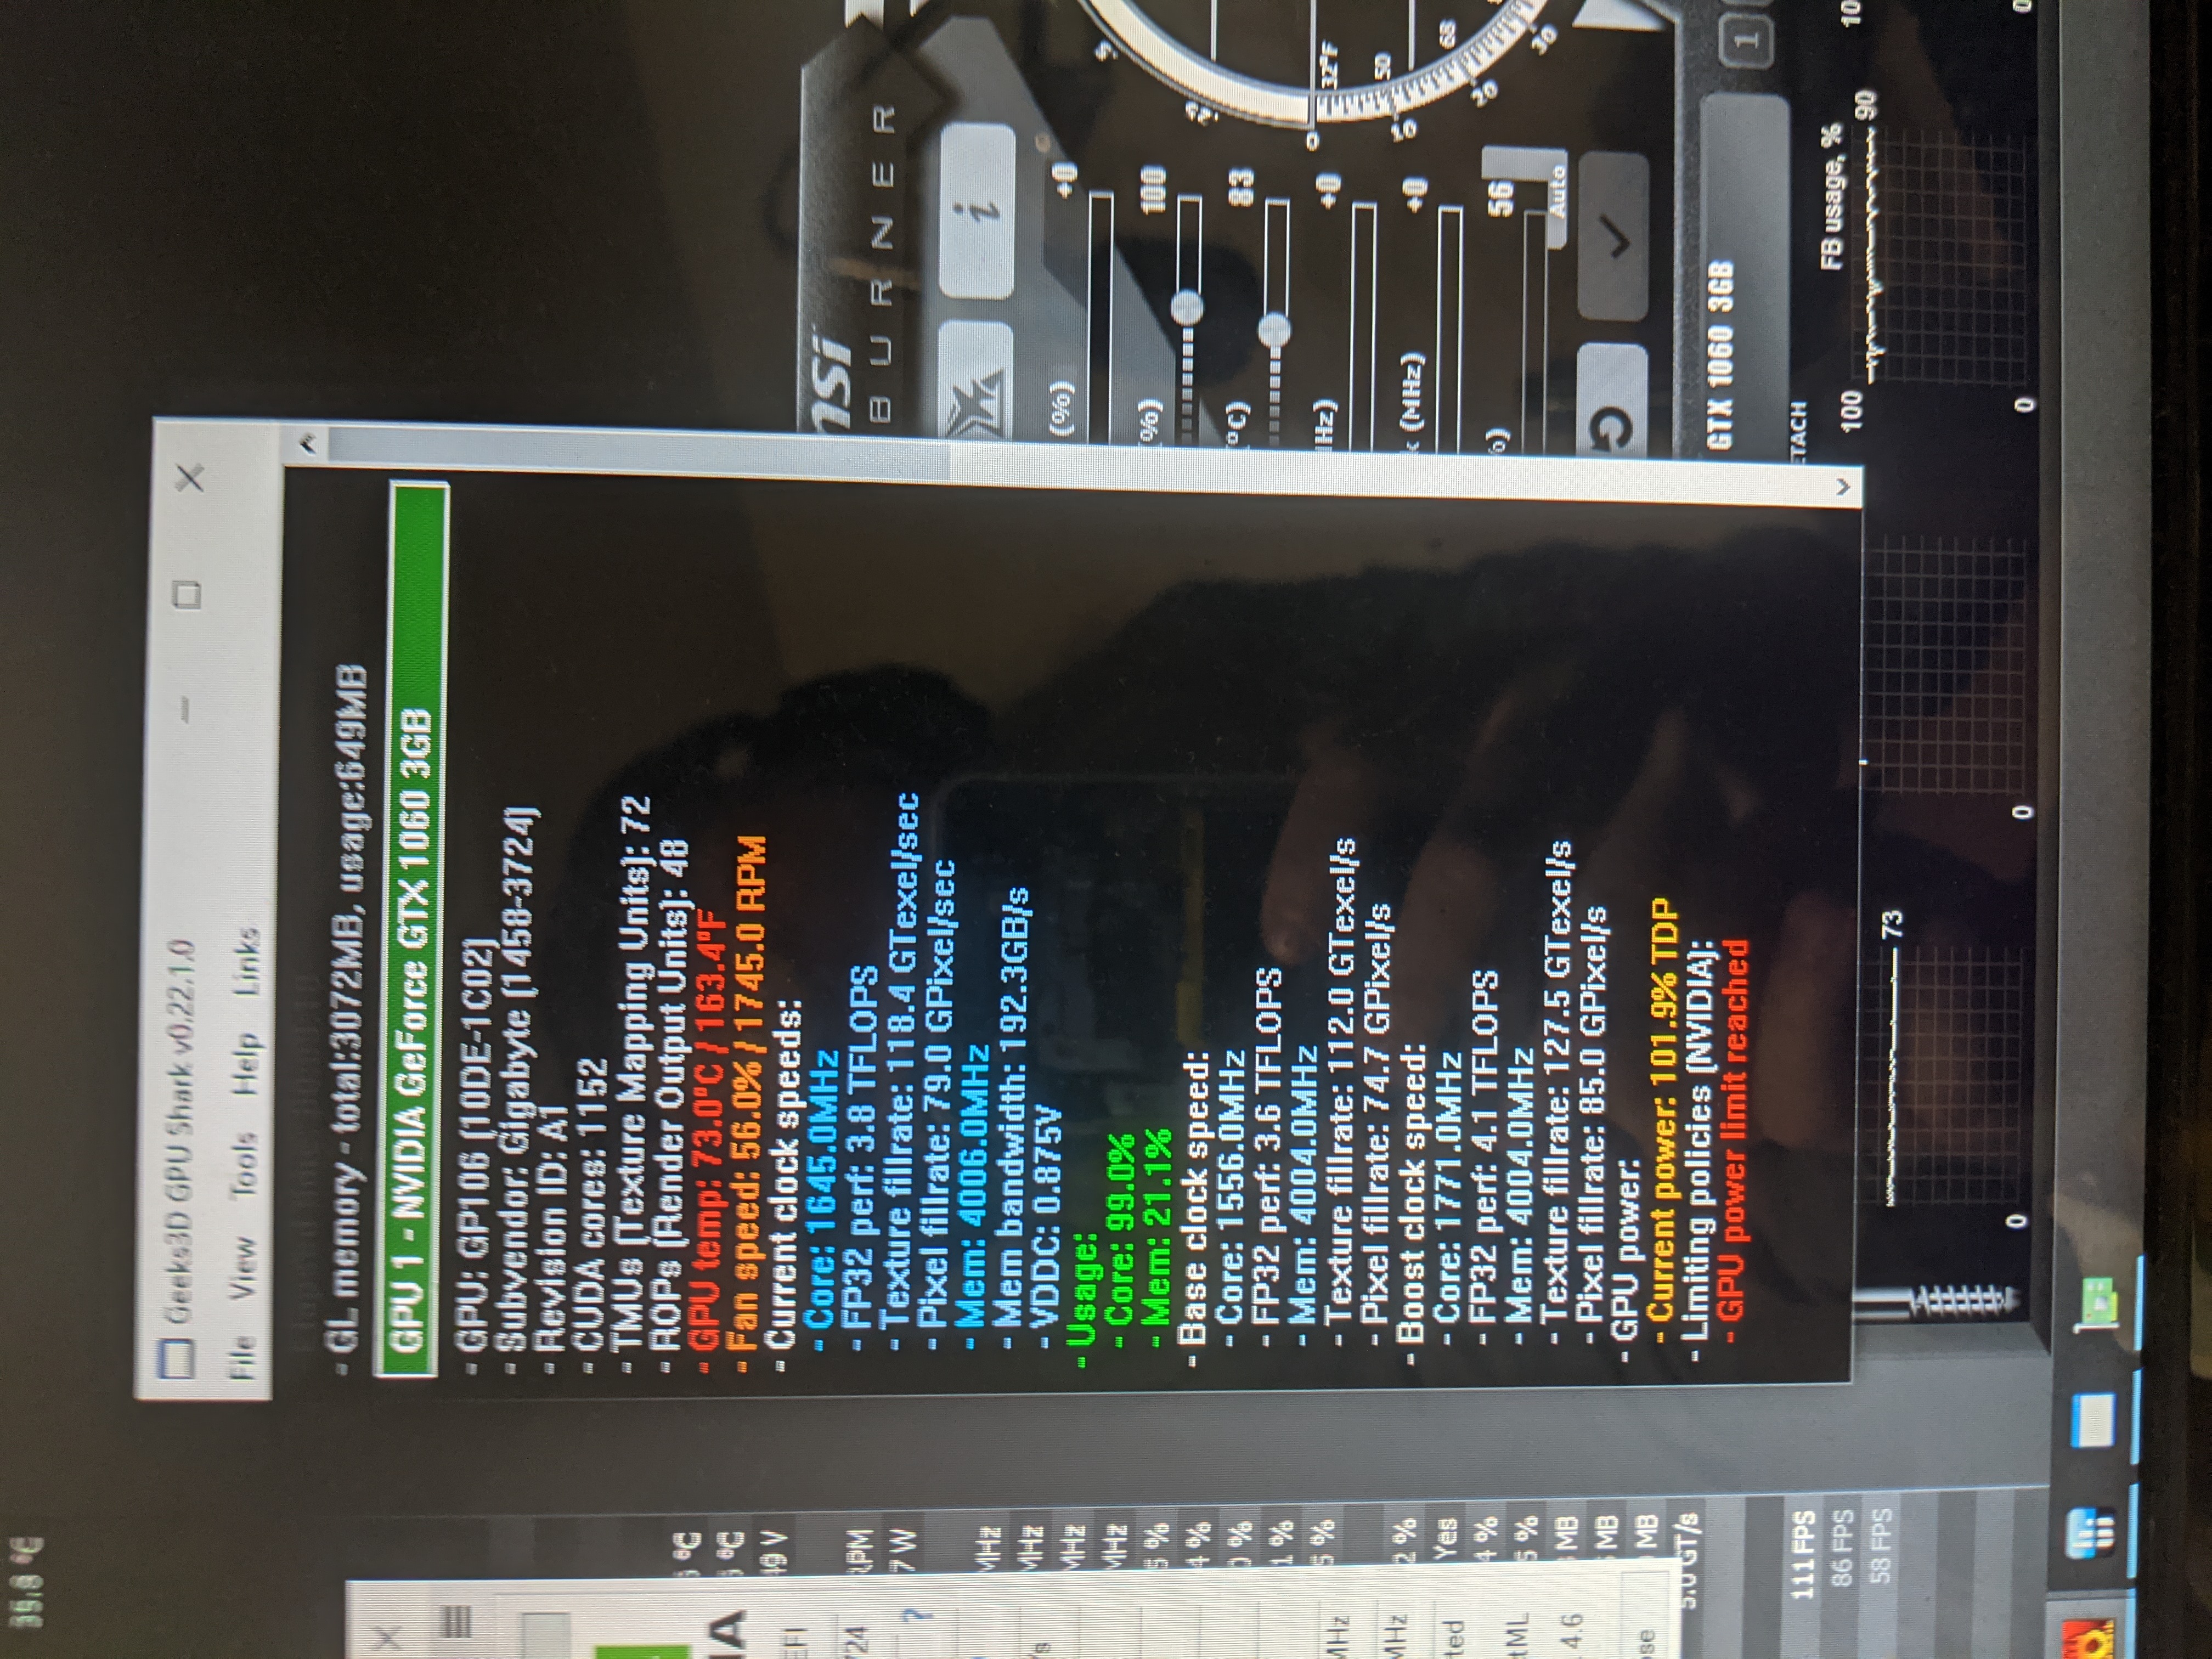 35.8 °C
Geeks3D GPU Shark v0.22.1.0
File View Tools Help Links
- GL memory - total:3072MB, usage:649MB
GPU 1 - NVIDIA GeForce GTX 1060 3GB
- GPU: GP106 (10DE-1C02)
- Subvendor: Gigabyte (1458-3724)
- Revision ID: A1
- CUDA cores: 1152
- TMUs (Texture Mapping Units): 72
- ROPs (Render Output Units): 48
- GPU temp: 73.0°C / 163.4°F
- Fan speed: 56.0% / 1745.0 RPM
- Current clock speeds:
- Core: 1645.0MHz
- FP32 perf: 3.8 TFLOPS
- Texture fillrate: 118.4 GTexel/sec
- Pixel fillrate: 79.0 GPixel/sec
- Mem: 4006.0MHz
- Mem bandwidth: 192.3GB/s
- VDDC: 0.875V
- Usage:
- Core: 99.0%
- Mem: 21.1%
- Base clock speed:
- Core: 1556.0MHz
- FP32 perf: 3.6 TFLOPS
- Mem: 4004.0MHz
- Texture fillrate: 112.0 GTexel/s
- Pixel fillrate: 74.7 GPixel/s
- Boost clock speed:
- Core: 1771.0MHz
- FP32 perf: 4.1 TFLOPS
- Mem: 4004.0MHz
- Texture fillrate: 127.5 GTexel/s
- Pixel fillrate: 85.0 GPixel/s
- GPU power:
- Current power: 101.9% TDP
- Limiting policies (NVIDIA):
- GPU power limit reached
°C
°C
49 V
RPM
7 W
MHz
MHz
MHz
MHz
5 %
4 %
%
1 %
5 %
2 %
Yes
4 %
5 %
MB
MB
MB
5.0 GT/s
111 FPS
86 FPS
58 FPS
IA
EFI
724
?
/s
MHz
MHz
ted
tML
4.6
ose
msi
BURNER
i
(%) +0
(%) 100
(°C) 83
Hz) +0
k (MHz) +0
%) 56
Auto
0
32°F
50
68
10
20
30
GTX 1060 3GB
1
ETACH
FB usage, %
100
90
10
73
0
0
0
0